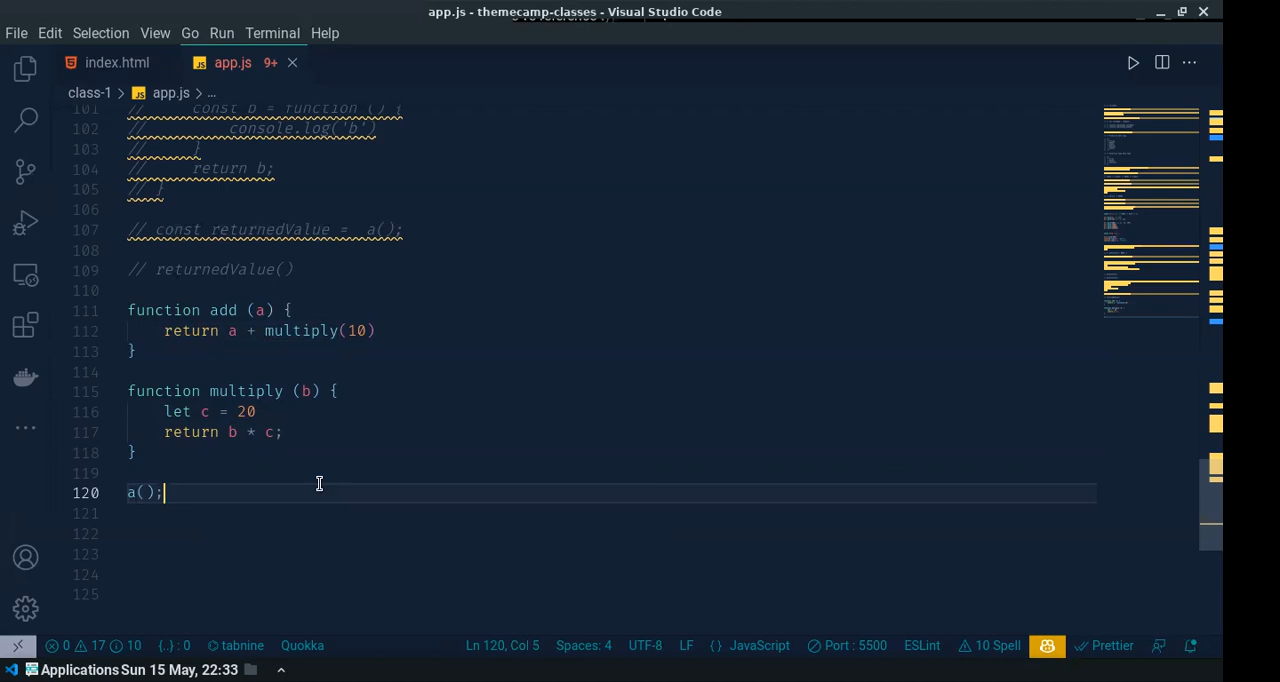 app.js - themecamp-classes - Visual Studio Code
File Edit Selection View Go Run Terminal Help
index.html app.js 9+
class-1 > app.js > ...
101 // const b = function () {
102 // console.log('b')
103 // }
104 // return b;
105 // }
106
107 // const returnedValue = a();
108
109 // returnedValue()
110
111 function add (a) {
112 return a + multiply(10)
113 }
114
115 function multiply (b) {
116 let c = 20
117 return b * c;
118 }
119
120 a();
121
122
123
124
125
0 17 10 {..} : 0 tabnine Quokka Ln 120, Col 5 Spaces: 4 UTF-8 LF {} JavaScript Port : 5500 ESLint 10 Spell Prettier
Applications Sun 15 May, 22:33